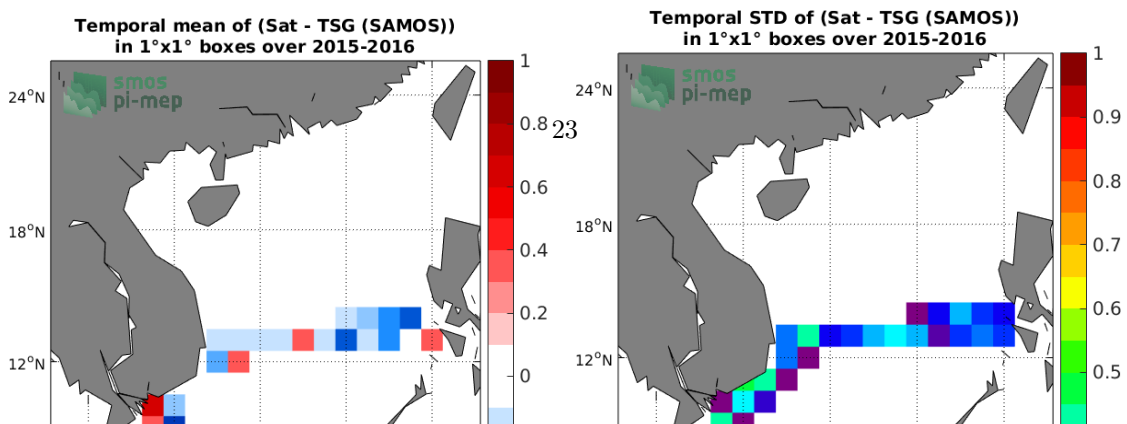 Temporal mean of (Sat - TSG (SAMOS))
in 1°x1° boxes over 2015-2016
smos
pi-mep
24°N
18°N
12°N
1
0.8
0.6
0.4
0.2
0
23
Temporal STD of (Sat - TSG (SAMOS))
in 1°x1° boxes over 2015-2016
smos
pi-mep
24°N
18°N
12°N
1
0.9
0.8
0.7
0.6
0.5